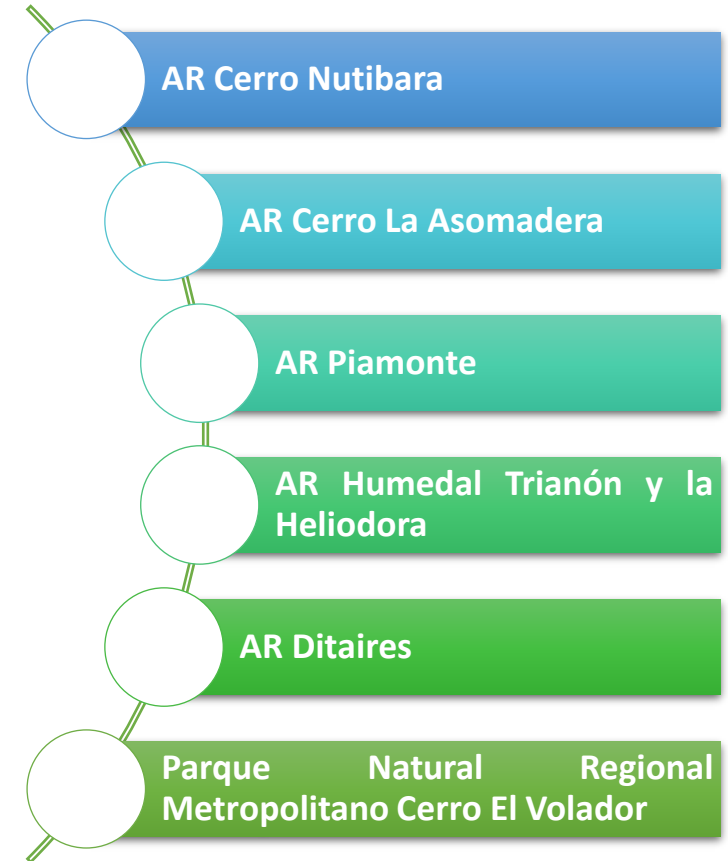 AR Cerro Nutibara
AR Cerro La Asomadera
AR Piamonte
AR Humedal Trianón y la
Heliodora
AR Ditaires
Parque Natural Regional
Metropolitano Cerro El Volador